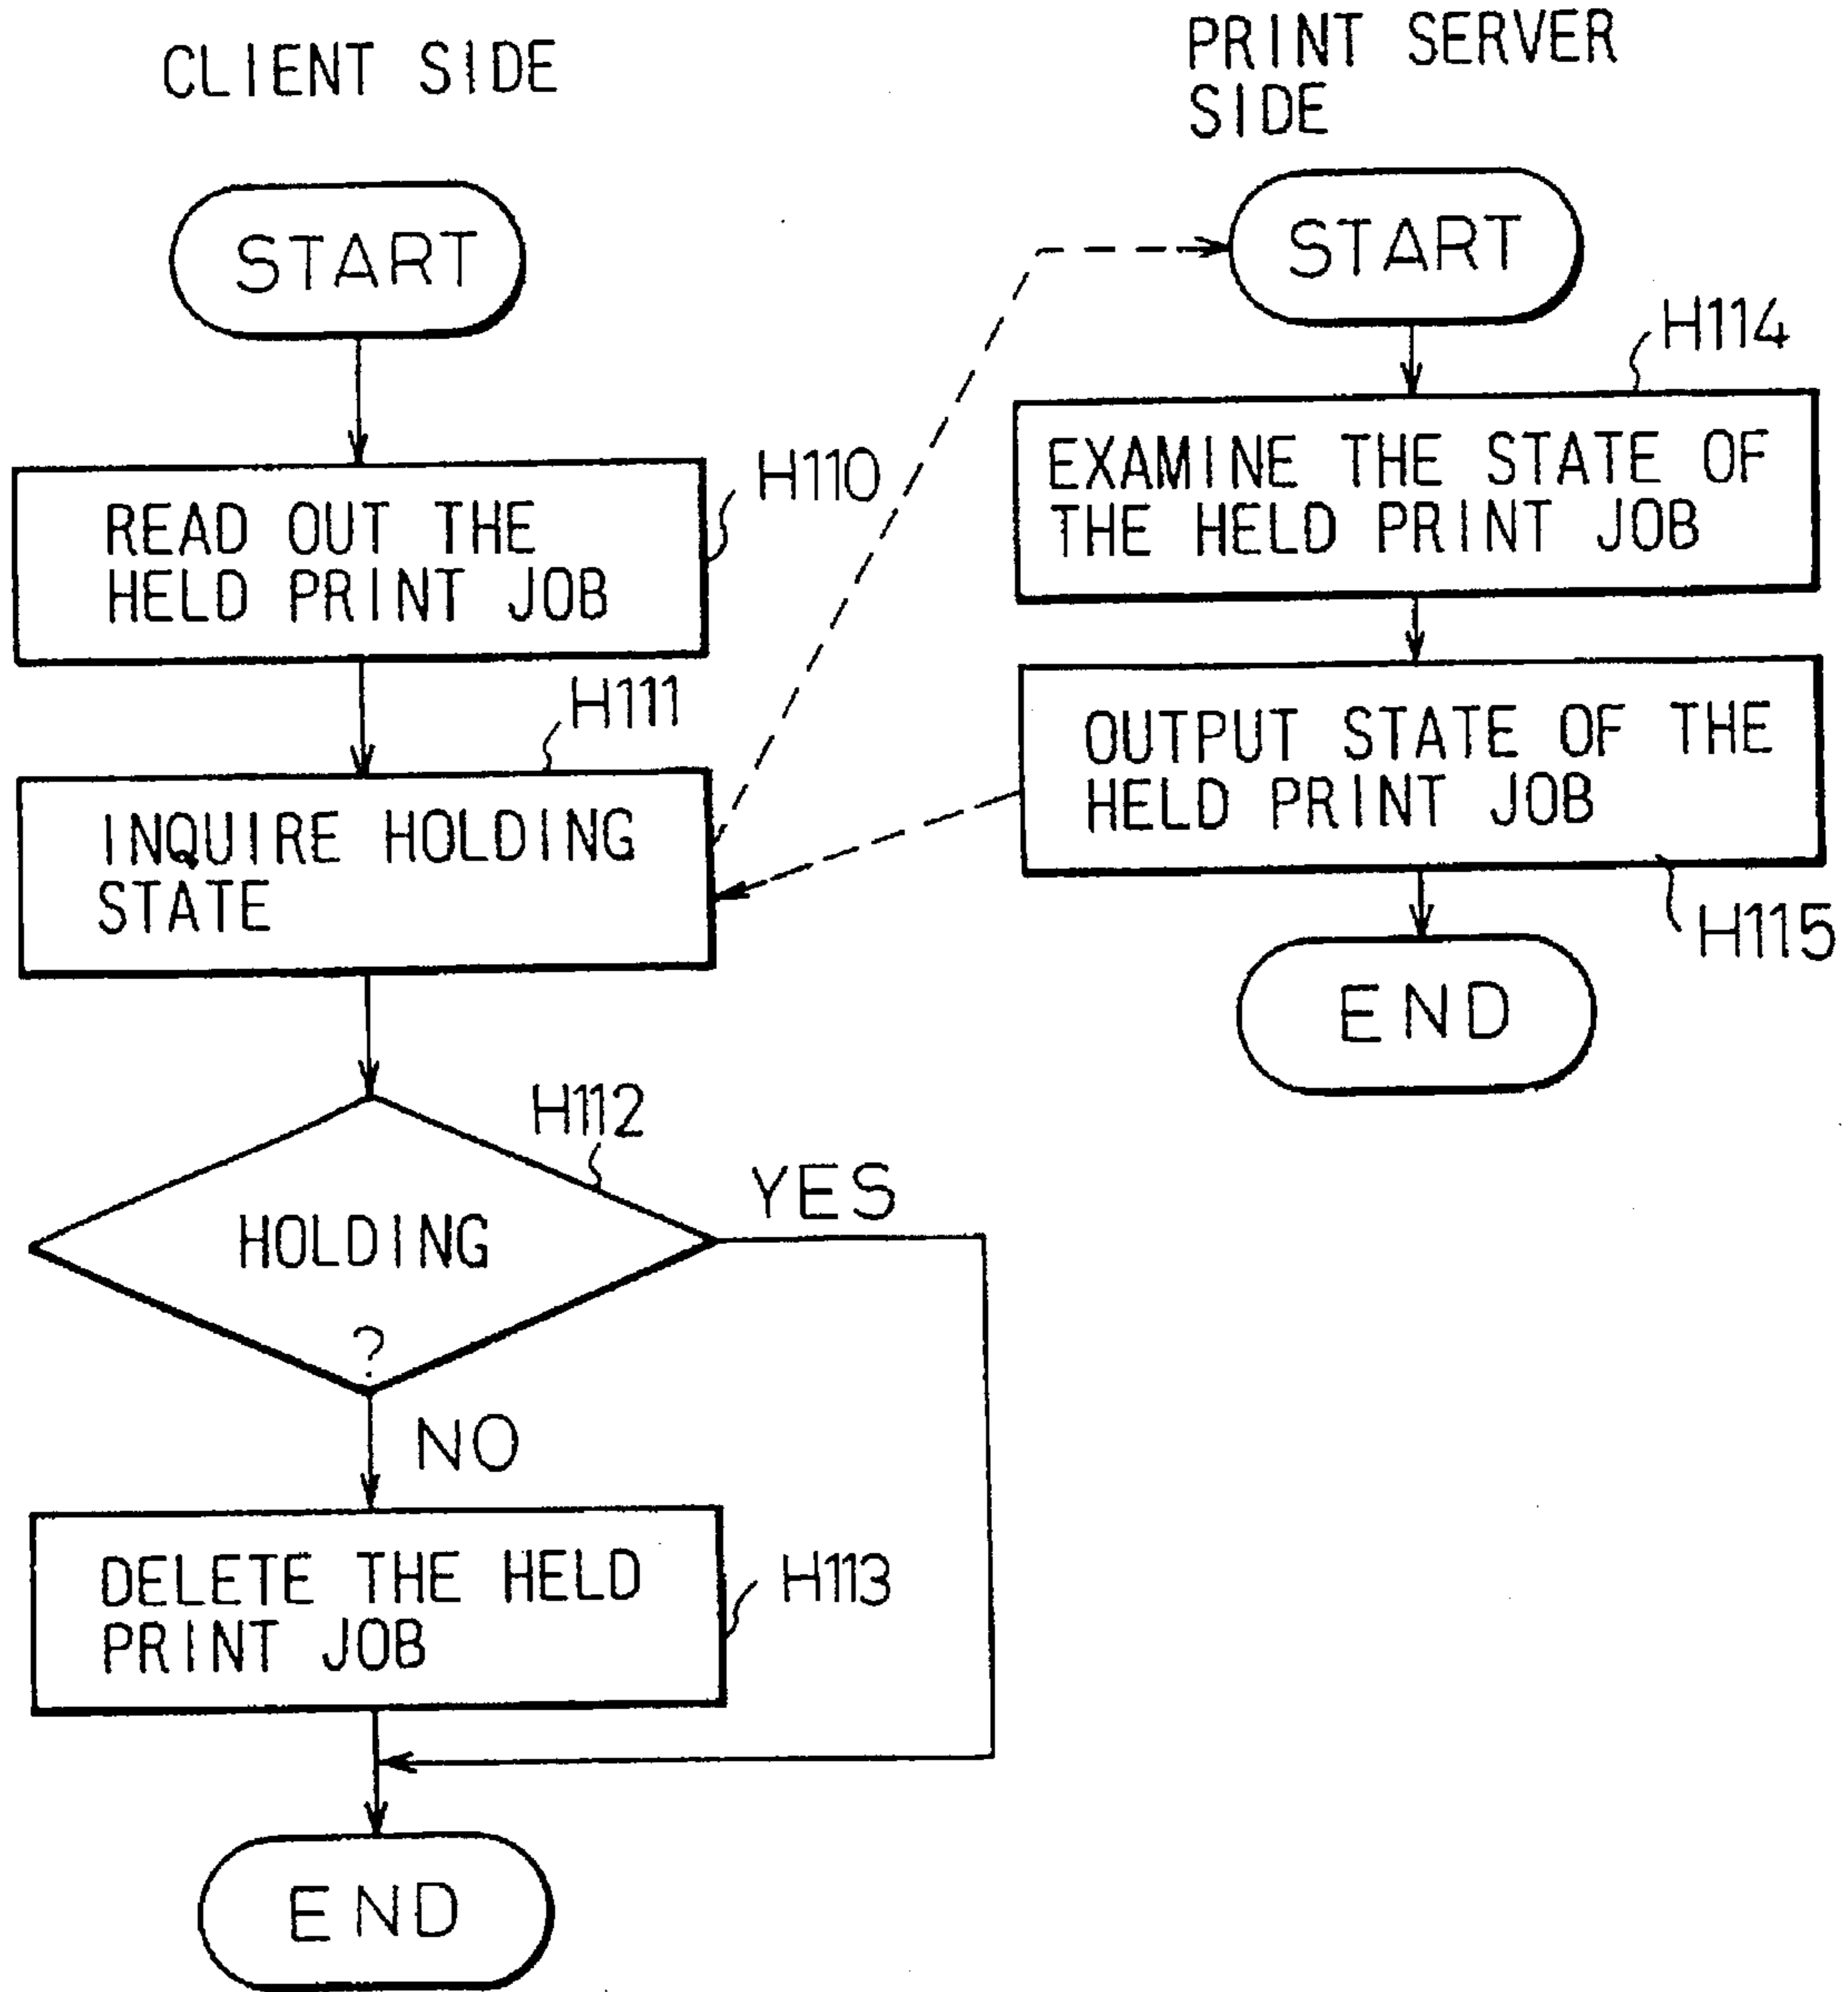 CLIENT SIDE
START
H110
READ OUT THE
HELD PRINT JOB
H111
INQUIRE HOLDING
STATE
H112
HOLDING
?
YES
NO
DELETE THE HELD
PRINT JOB
H113
END
PRINT SERVER
SIDE
START
H114
EXAMINE THE STATE OF
THE HELD PRINT JOB
OUTPUT STATE OF THE
HELD PRINT JOB
H115
END